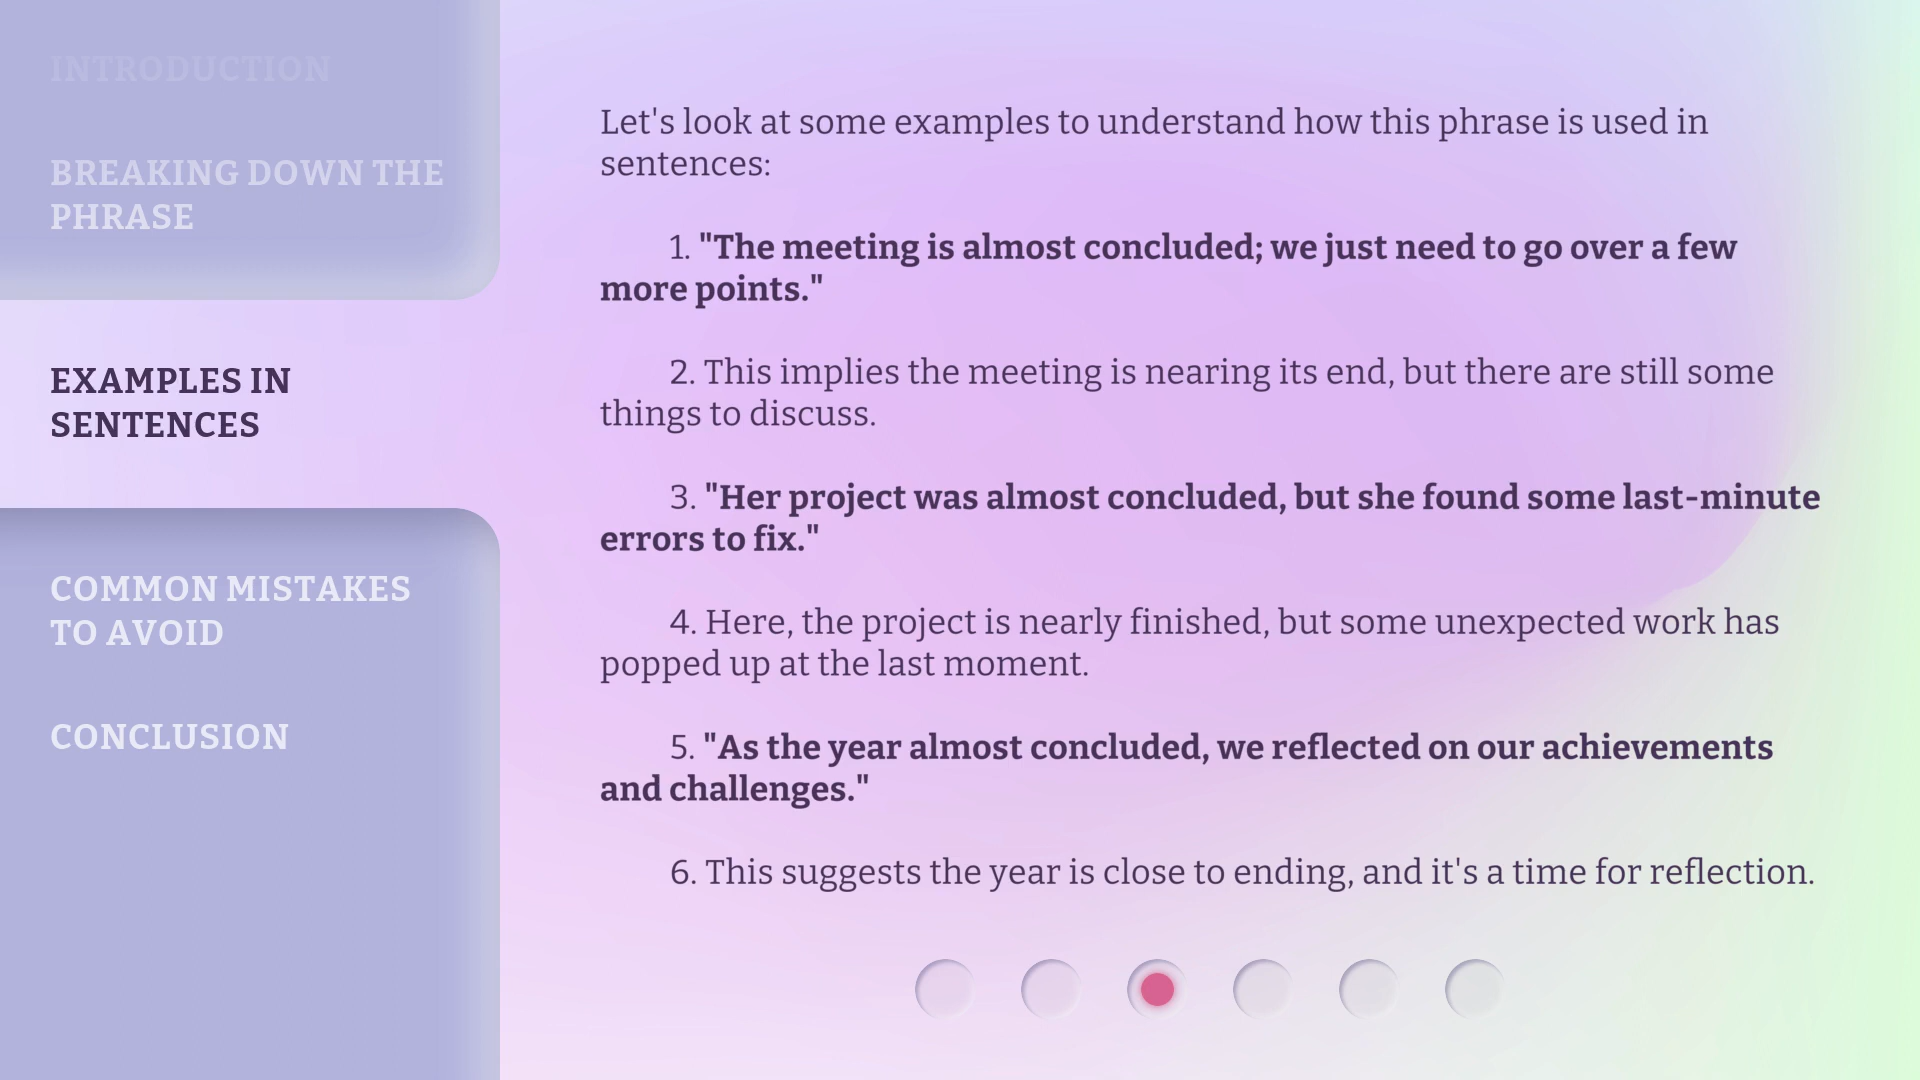 INTRODUCTION
BREAKING DOWN THE
PHRASE
EXAMPLES IN
SENTENCES
COMMON MISTAKES
TO AVOID
CONCLUSION
Let's look at some examples to understand how this phrase is used in
sentences:
1. "The meeting is almost concluded; we just need to go over a few
more points."
2. This implies the meeting is nearing its end, but there are still some
things to discuss.
3. "Her project was almost concluded, but she found some last-minute
errors to fix."
4. Here, the project is nearly finished, but some unexpected work has
popped up at the last moment.
5. "As the year almost concluded, we reflected on our achievements
and challenges."
6. This suggests the year is close to ending, and it's a time for reflection.